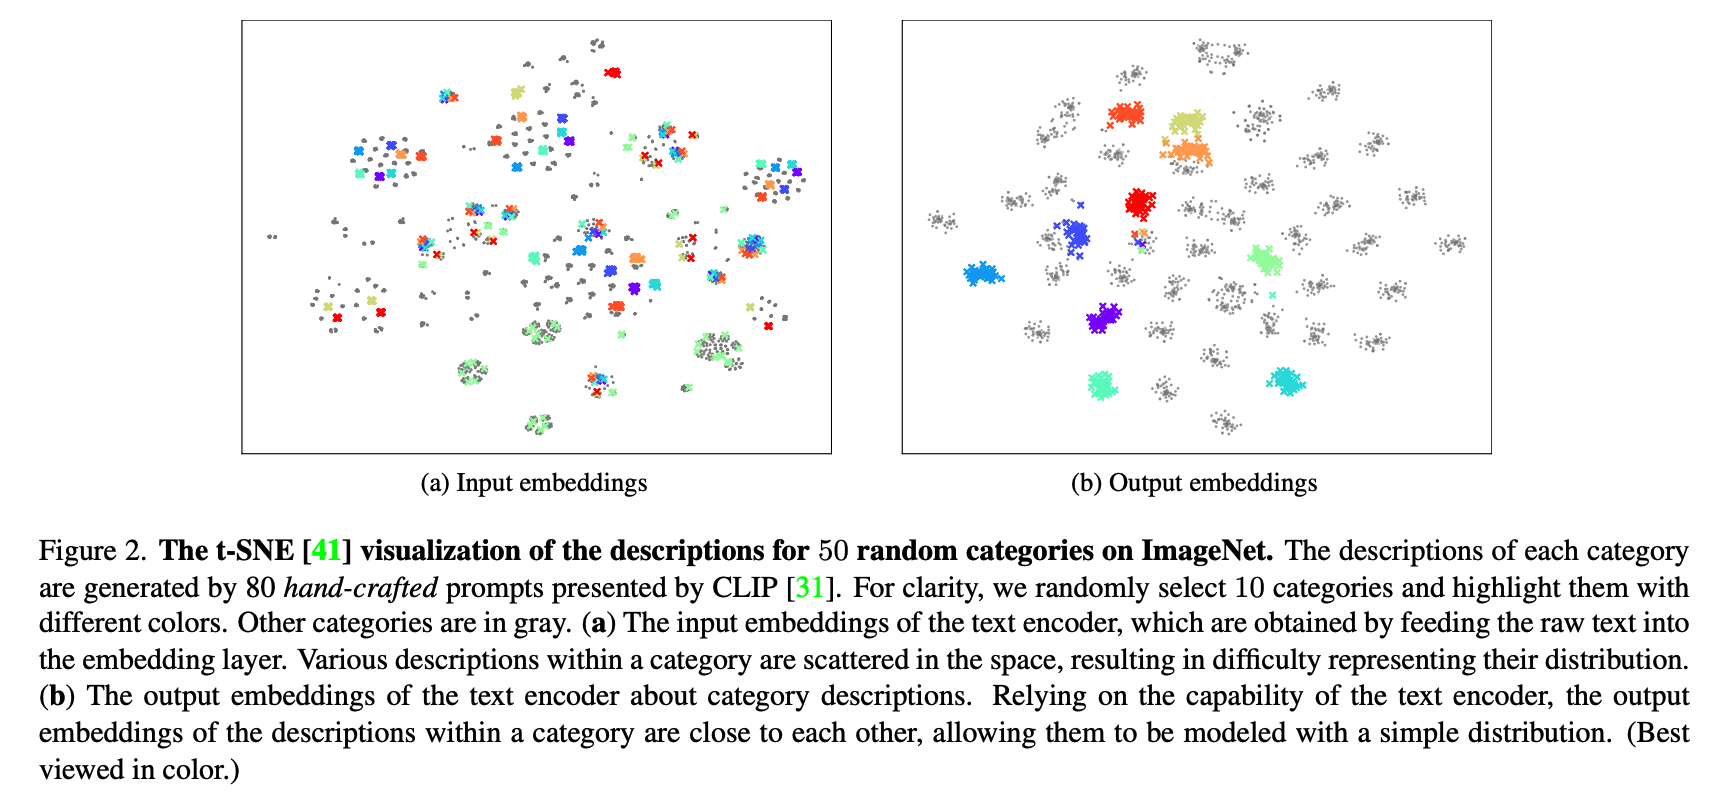 (a) Input embeddings
(b) Output embeddings
Figure 2. The t-SNE [41] visualization of the descriptions for 50 random categories on ImageNet. The descriptions of each category
are generated by 80 hand-crafted prompts presented by CLIP [31]. For clarity, we randomly select 10 categories and highlight them with
different colors. Other categories are in gray. (a) The input embeddings of the text encoder, which are obtained by feeding the raw text into
the embedding layer. Various descriptions within a category are scattered in the space, resulting in difficulty representing their distribution.
(b) The output embeddings of the text encoder about category descriptions. Relying on the capability of the text encoder, the output
embeddings of the descriptions within a category are close to each other, allowing them to be modeled with a simple distribution. (Best
viewed in color.)